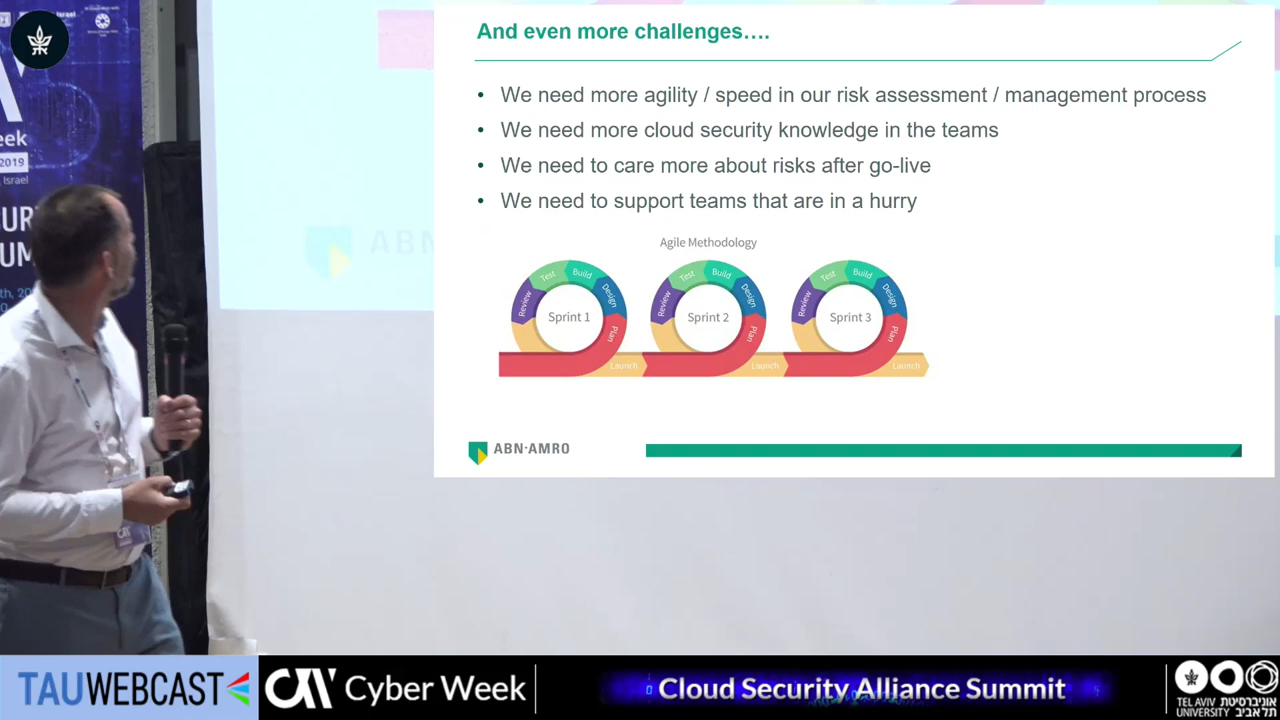 And even more challenges….
• We need more agility / speed in our risk assessment / management process
• We need more cloud security knowledge in the teams
• We need to care more about risks after go-live
• We need to support teams that are in a hurry
Agile Methodology
Review Test Build Design Plan
Sprint 1
Launch
Review Test Build Design Plan
Sprint 2
Launch
Review Test Build Design Plan
Sprint 3
Launch
ABN·AMRO
Israel
eek
2019
Israel
ABN
TAUWEBCAST
Cyber Week
Cloud Security Alliance Summit
TEL AVIV אוניברסיטת
UNIVERSITY תל אביב